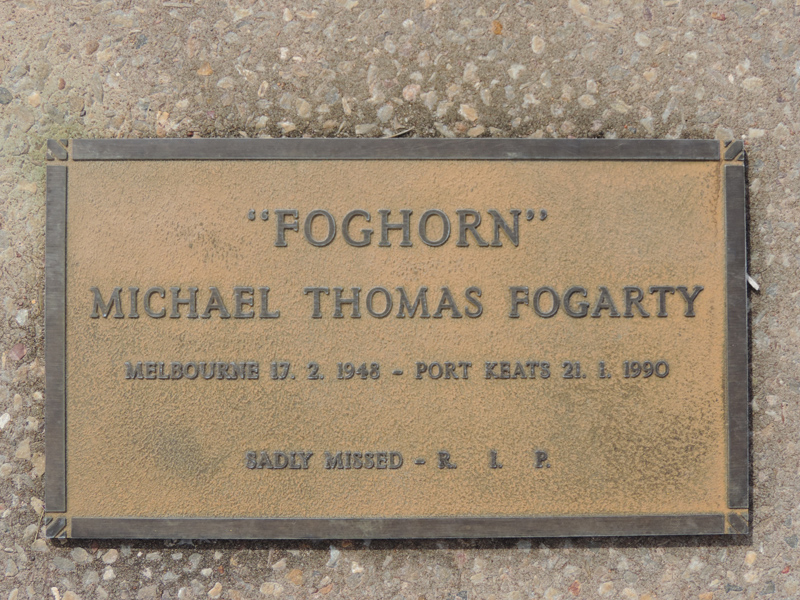 “FOGHORN”
MICHAEL THOMAS FOGARTY
MELBOURNE 17. 2. 1948 - PORT KEATS 21. 1. 1990
SADLY MISSED - R. I. P.